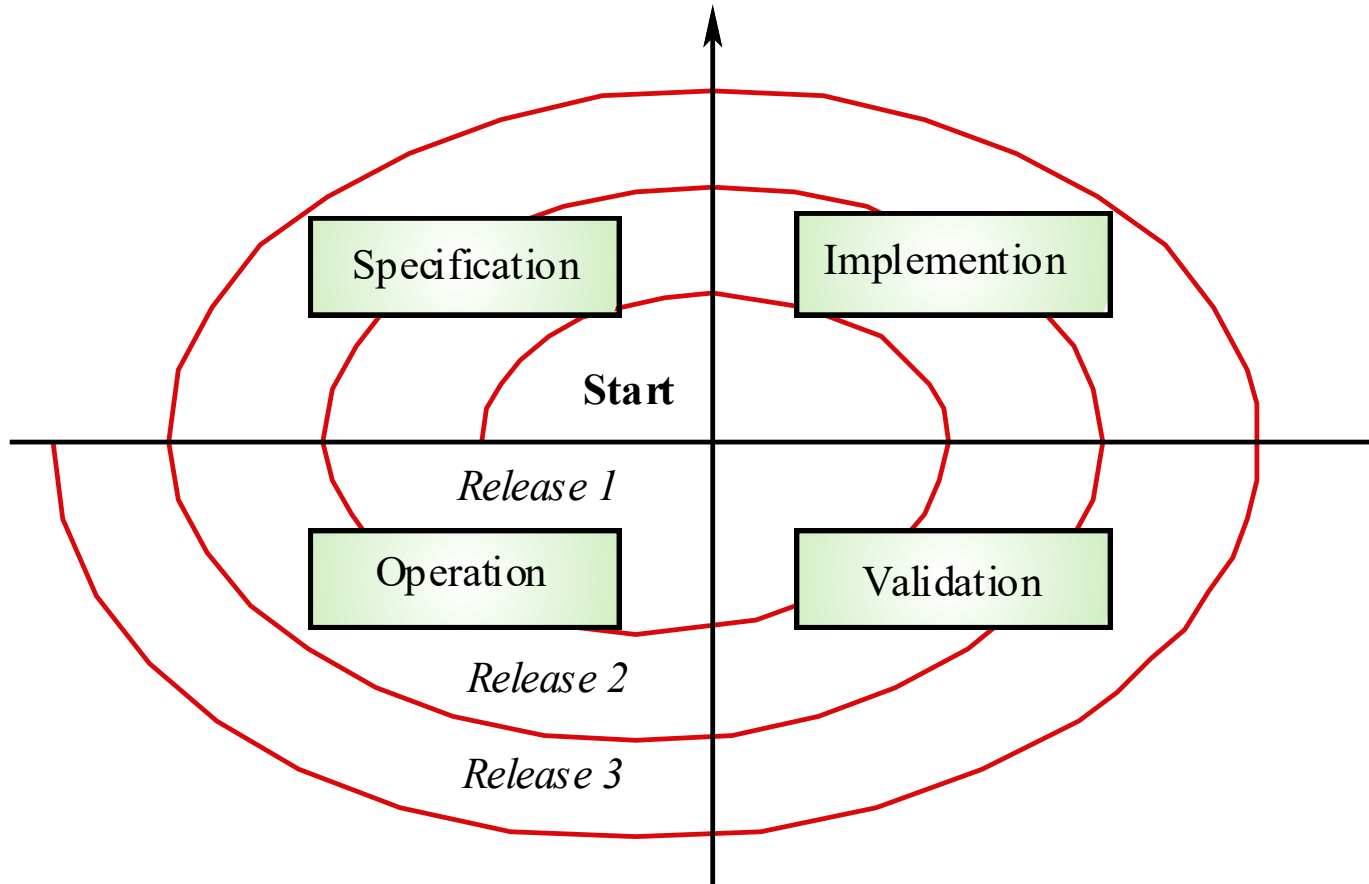 Specification
Implemention
Start
Release 1
Operation
Validation
Release 2
Release 3